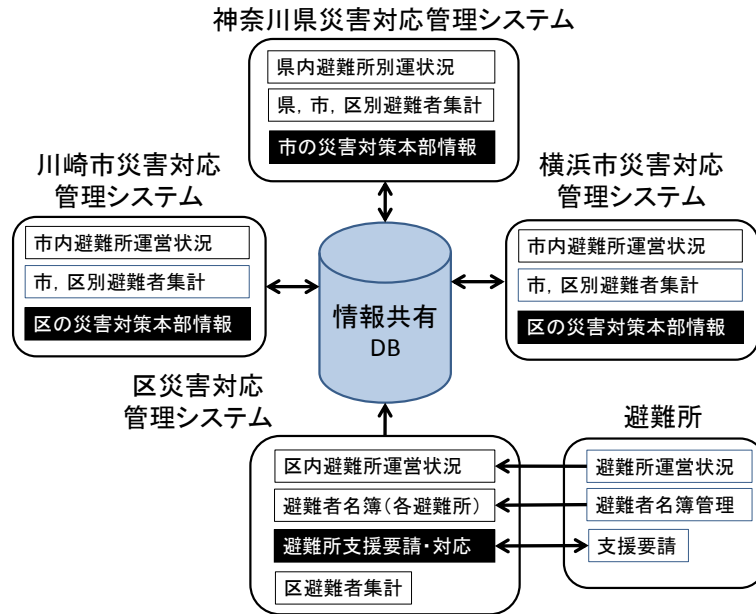 神奈川県災害対応管理システム
県内避難所別運状況
県, 市, 区別避難者集計
市の災害対策本部情報
川崎市災害対応
管理システム
市内避難所運営状況
市, 区別避難者集計
区の災害対策本部情報
横浜市災害対応
管理システム
市内避難所運営状況
市, 区別避難者集計
区の災害対策本部情報
情報共有
DB
区災害対応
管理システム
区内避難所運営状況
避難者名簿(各避難所)
避難所支援要請・対応
区避難者集計
避難所
避難所運営状況
避難者名簿管理
支援要請